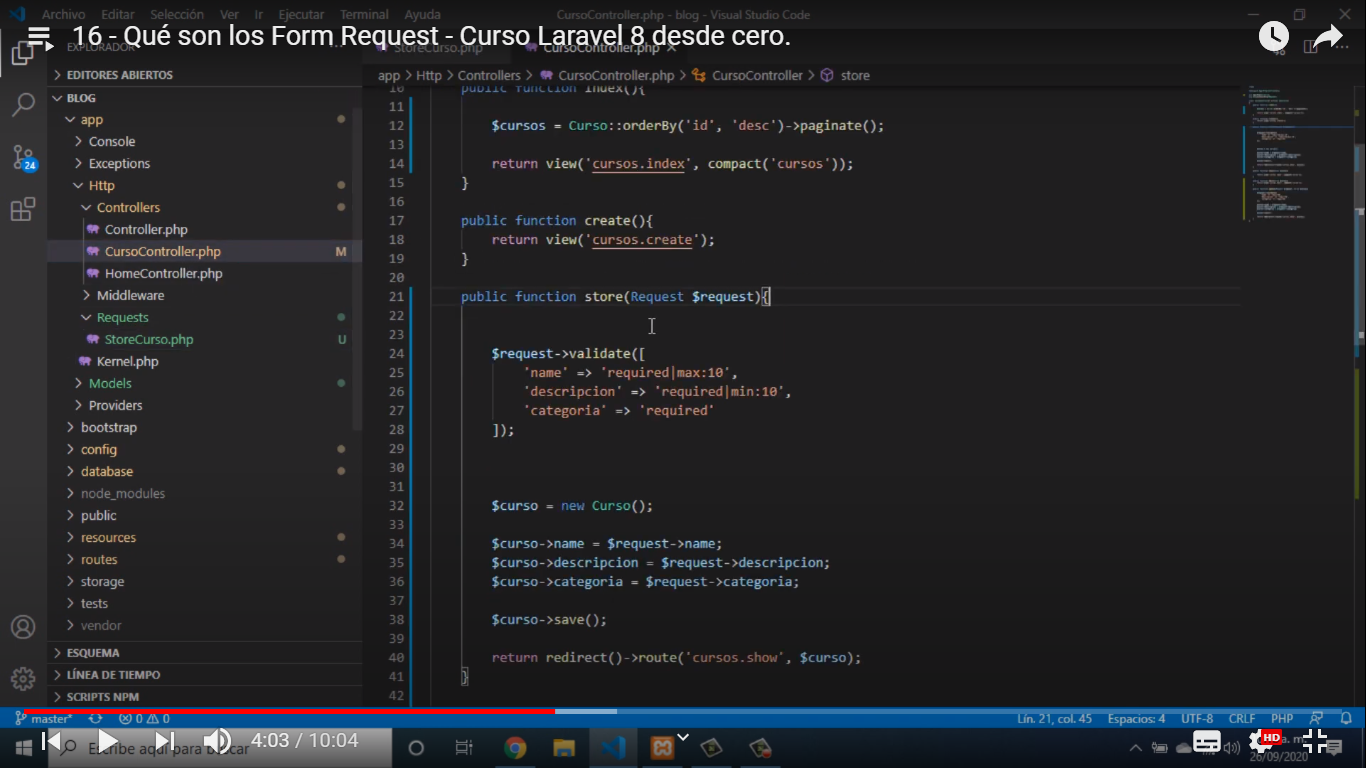 Archivo Editar Selección Ver Ir Ejecutar Terminal Ayuda CursoController.php - blog - Visual Studio Code
16 - Qué son los Form Request - Curso Laravel 8 desde cero.
EXPLORADOR StoreCurso.php CursoController.php
EDITORES ABIERTOS
app > Http > Controllers > CursoController.php > CursoController > store
BLOG
app
Console
Exceptions
24
Http
Controllers
Controller.php
CursoController.php M
HomeController.php
Middleware
Requests
StoreCurso.php U
Kernel.php
Models
Providers
bootstrap
config
database
node_modules
public
resources
routes
storage
tests
vendor
ESQUEMA
LÍNEA DE TIEMPO
SCRIPTS NPM
10 public function index(){
11
12 $cursos = Curso::orderBy('id', 'desc')->paginate();
13
14 return view('cursos.index', compact('cursos'));
15 }
16
17 public function create(){
18 return view('cursos.create');
19 }
20
21 public function store(Request $request){
22
23
24 $request->validate([
25 'name' => 'required|max:10',
26 'descripcion' => 'required|min:10',
27 'categoria' => 'required'
28 ]);
29
30
31
32 $curso = new Curso();
33
34 $curso->name = $request->name;
35 $curso->descripcion = $request->descripcion;
36 $curso->categoria = $request->categoria;
37
38 $curso->save();
39
40 return redirect()->route('cursos.show', $curso);
41 }
42
master* 0 0 Lín. 21, col. 45 Espacios: 4 UTF-8 CRLF PHP
Escribe aquí para buscar
4:03 / 10:04
HD
a. m.
26/09/2020